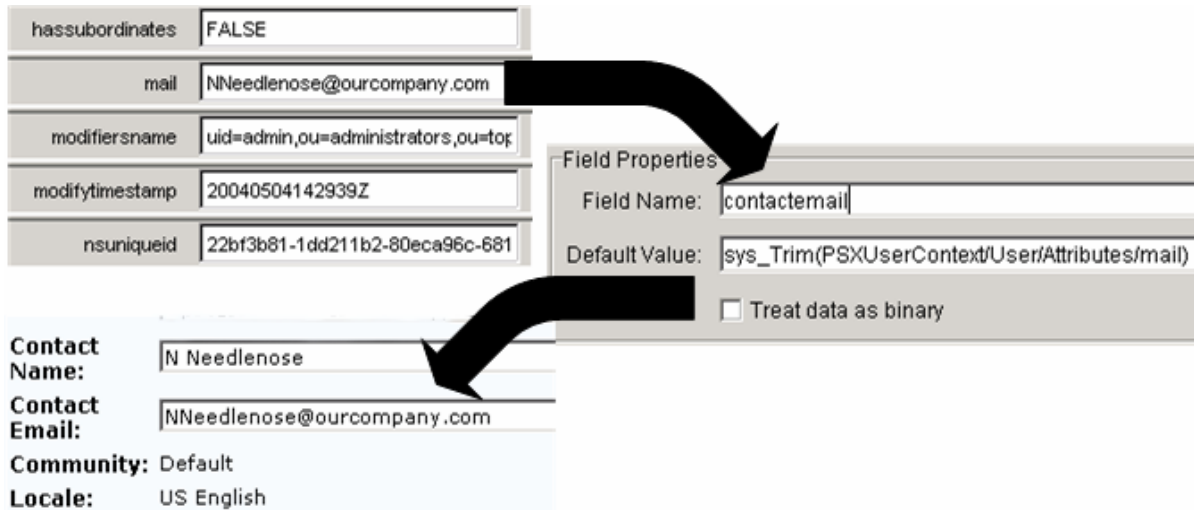 hassubordinates FALSE
mail NNeedlenose@ourcompany.com
modifiersname uid=admin,ou=administrators,ou=top
modifytimestamp 20040504142939Z
nsuniqueid 22bf3b81-1dd211b2-80eca96c-681
Field Properties
Field Name: contactemail
Default Value: sys_Trim(PSXUserContext/User/Attributes/mail)
Treat data as binary
Contact Name: N Needlenose
Contact Email: NNeedlenose@ourcompany.com
Community: Default
Locale: US English